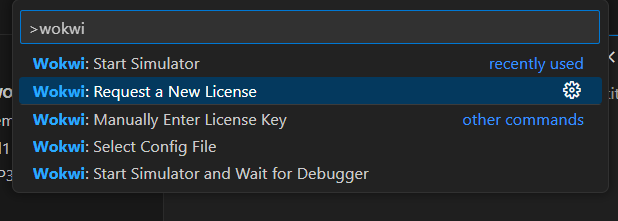 >wokwi
Wokwi: Start Simulator recently used
Wokwi: Request a New License
Wokwi: Manually Enter License Key other commands
Wokwi: Select Config File
Wokwi: Start Simulator and Wait for Debugger